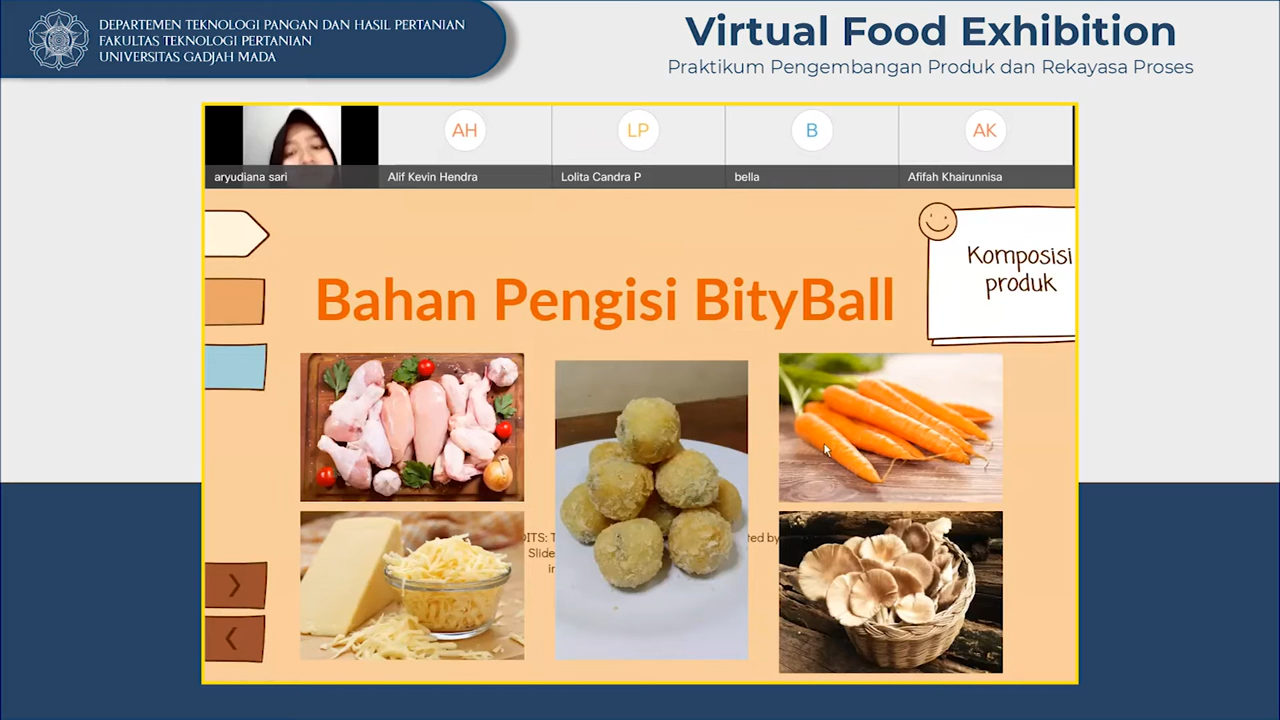 DEPARTEMEN TEKNOLOGI PANGAN DAN HASIL PERTANIAN
FAKULTAS TEKNOLOGI PERTANIAN
UNIVERSITAS GADJAH MADA
Virtual Food Exhibition
Praktikum Pengembangan Produk dan Rekayasa Proses
AH
LP
B
AK
aryudiana sari
Alif Kevin Hendra
Lolita Candra P
bella
Afifah Khairunnisa
Komposisi
produk
Bahan Pengisi BityBall
by
Slide